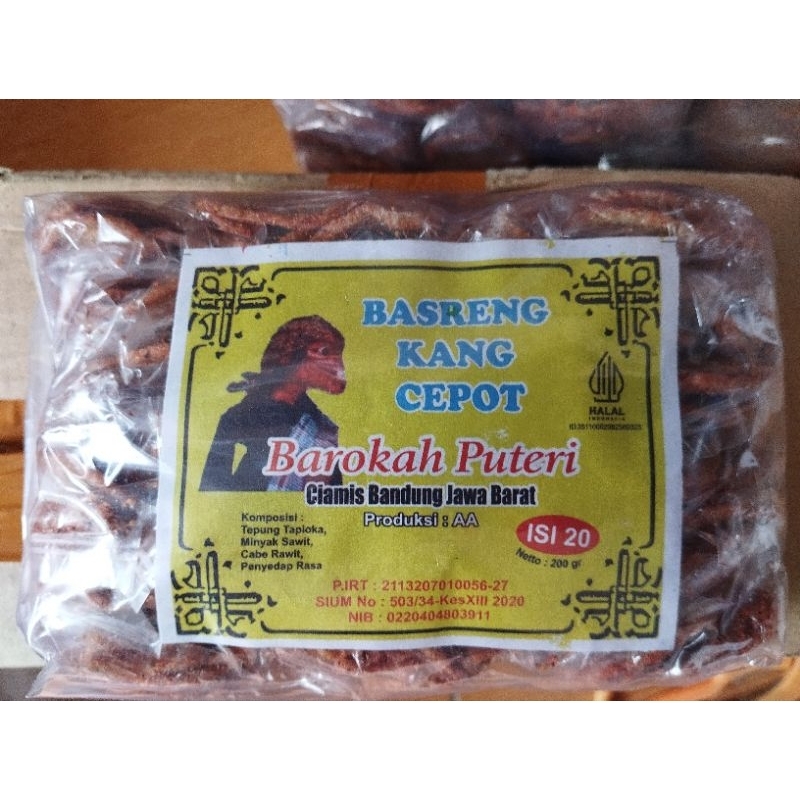 BASRENG
KANG
CEPOT
HALAL
INDONESIA
Barokah Puteri
Ciamis Bandung Jawa Barat
Produksi : AA
Komposisi :
Tepung Tapioka,
Minyak Sawit,
Cabe Rawit,
Penyedap Rasa
ISI 20
Netto : 200 gr
P.IRT : 2113207010056-27
SIUM No : 503/34-KesXIII 2020
NIB : 0220404803911